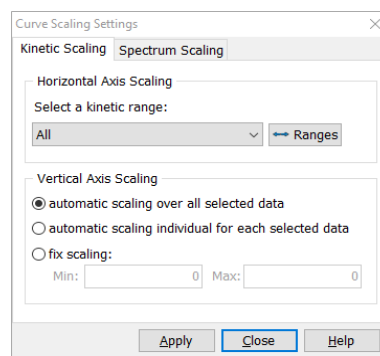 Curve Scaling Settings
Kinetic Scaling Spectrum Scaling
Horizontal Axis Scaling
Select a kinetic range:
All Ranges
Vertical Axis Scaling
automatic scaling over all selected data
automatic scaling individual for each selected data
fix scaling:
Min: 0 Max: 0
Apply Close Help